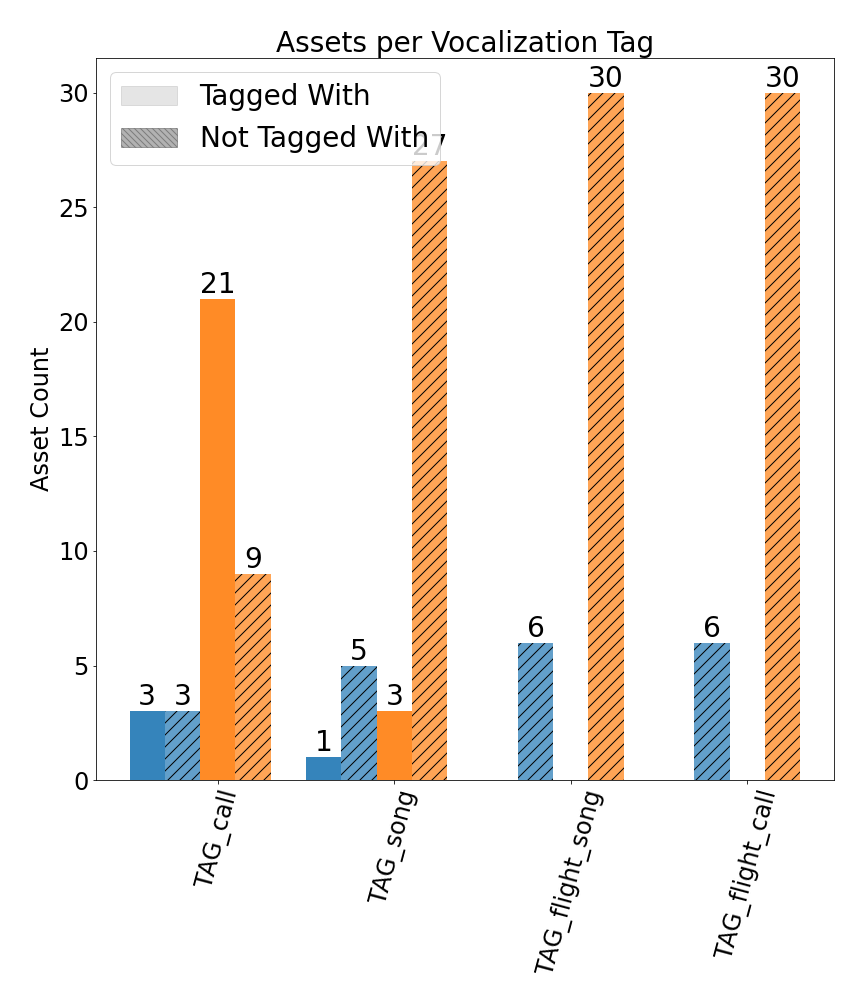 Assets per Vocalization Tag
Tagged With
Not Tagged With
Asset Count
30
25
20
15
10
5
0
3
3
21
9
1
5
3
27
6
30
6
30
TAG_call
TAG_song
TAG_flight_song
TAG_flight_call